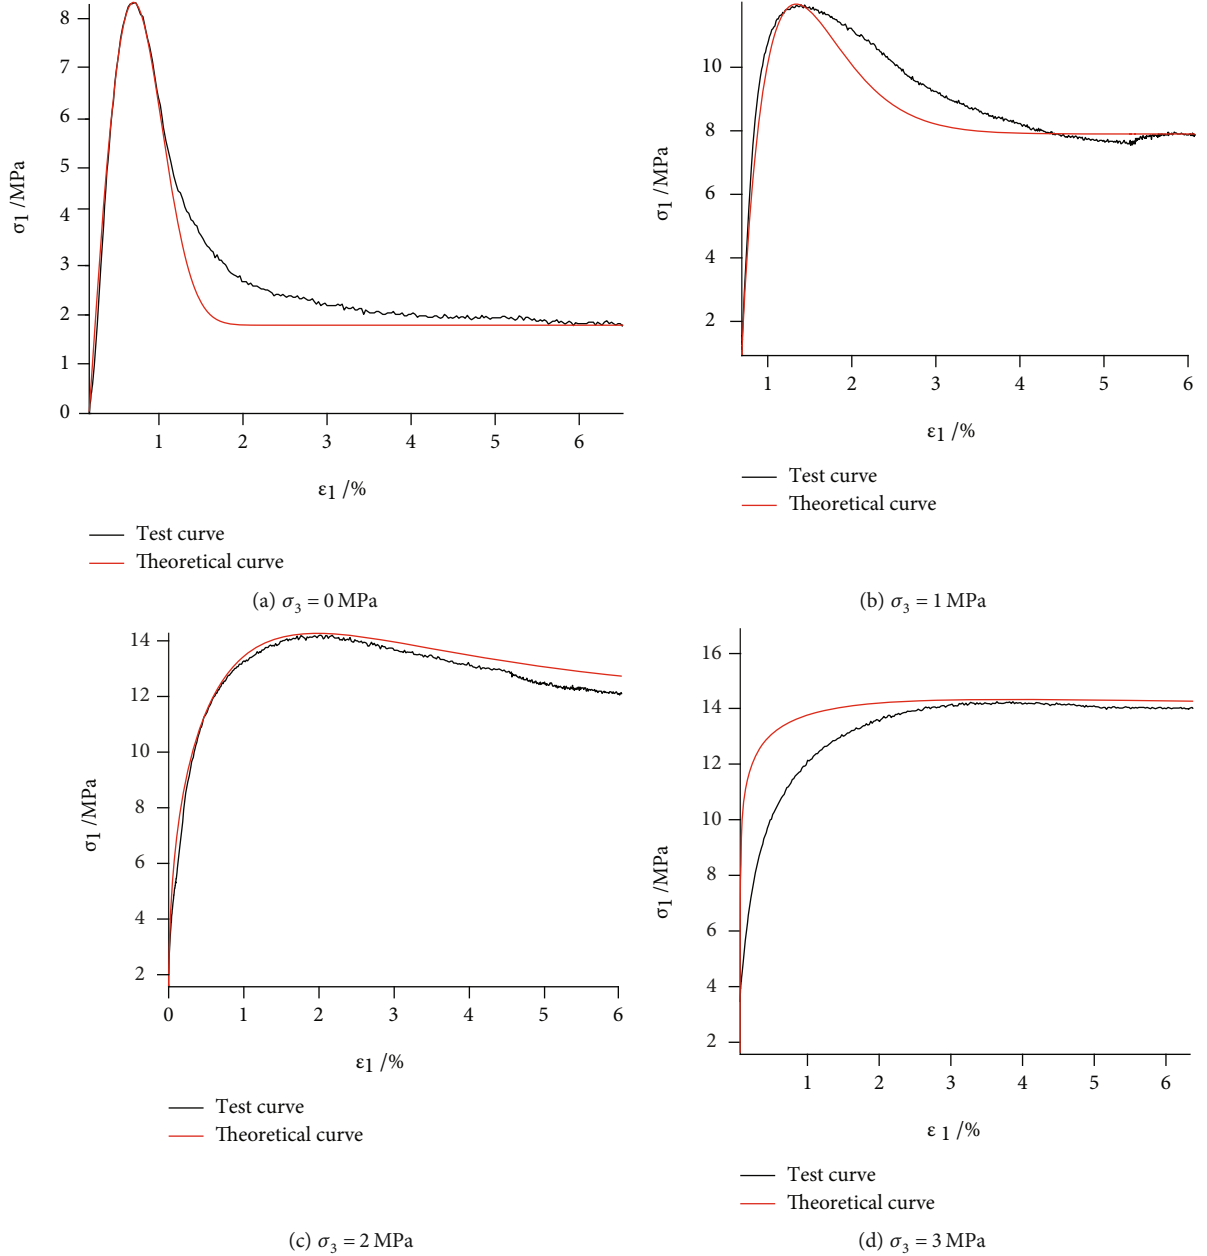 8
7
6
5
4
3
2
1
0
σ1 /MPa
1 2 3 4 5 6
ε1 /%
Test curve
Theoretical curve
(a) σ3 = 0 MPa
10
8
6
4
2
σ1 /MPa
1 2 3 4 5 6
ε1 /%
Test curve
Theoretical curve
(b) σ3 = 1 MPa
14
12
10
8
6
4
2
σ1 /MPa
0 1 2 3 4 5 6
ε1 /%
Test curve
Theoretical curve
(c) σ3 = 2 MPa
16
14
12
10
8
6
4
2
σ1 /MPa
1 2 3 4 5 6
ε 1 /%
Test curve
Theoretical curve
(d) σ3 = 3 MPa